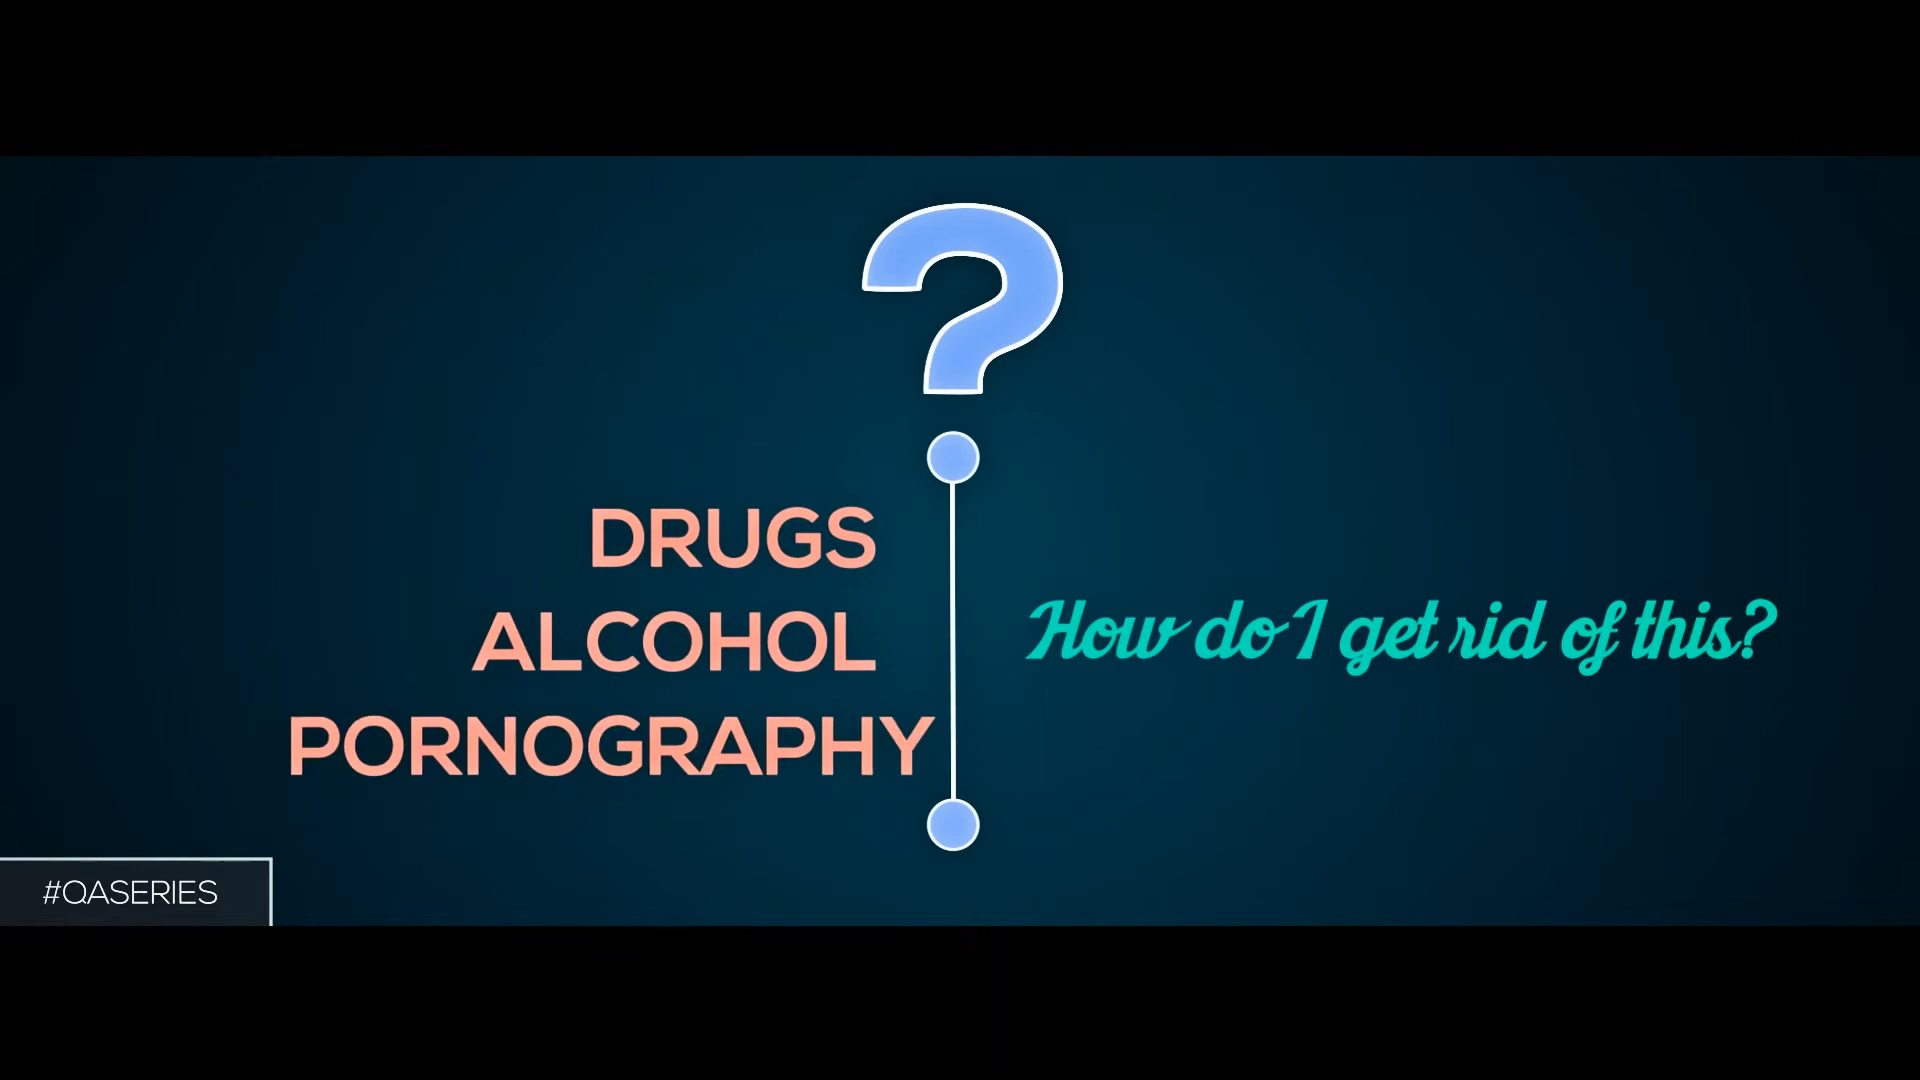 ?
DRUGS
ALCOHOL
PORNOGRAPHY
How do I get rid of this?
#QASERIES